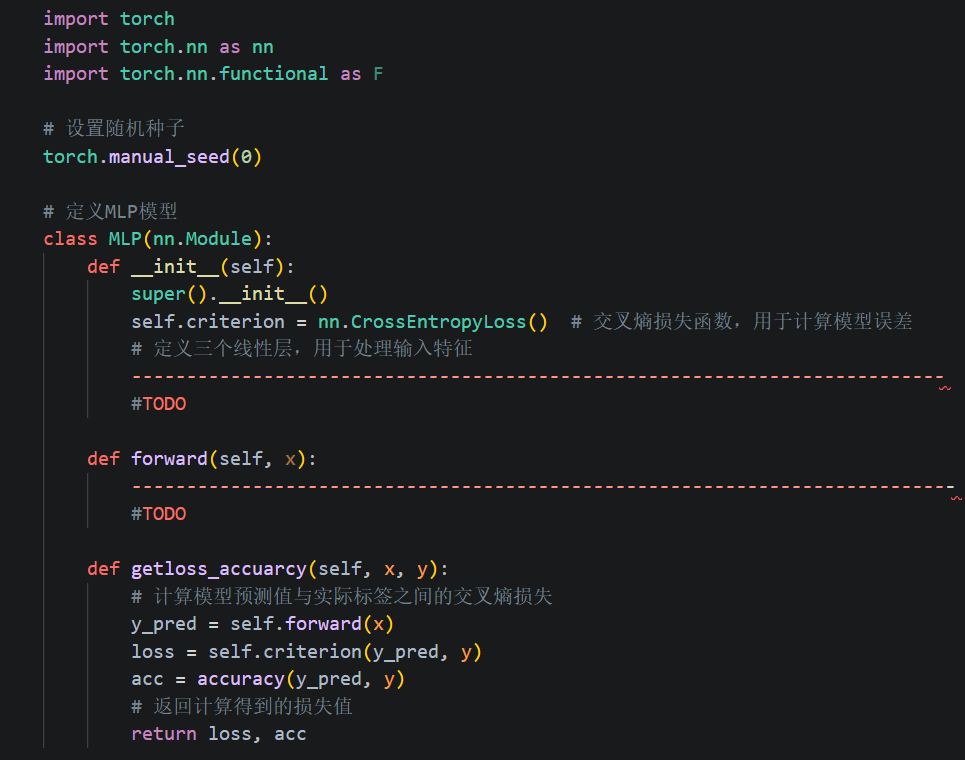 import torch
import torch.nn as nn
import torch.nn.functional as F
# 设置随机种子
torch.manual_seed(0)
# 定义MLP模型
class MLP(nn.Module):
    def __init__(self):
        super().__init__()
        self.criterion = nn.CrossEntropyLoss()  # 交叉熵损失函数，用于计算模型误差
        # 定义三个线性层，用于处理输入特征
        --------------------------------------------------------------------------
        #TODO
    def forward(self, x):
        ---------------------------------------------------------------------------
        #TODO
    def getloss_accuarcy(self, x, y):
        # 计算模型预测值与实际标签之间的交叉熵损失
        y_pred = self.forward(x)
        loss = self.criterion(y_pred, y)
        acc = accuracy(y_pred, y)
        # 返回计算得到的损失值
        return loss, acc